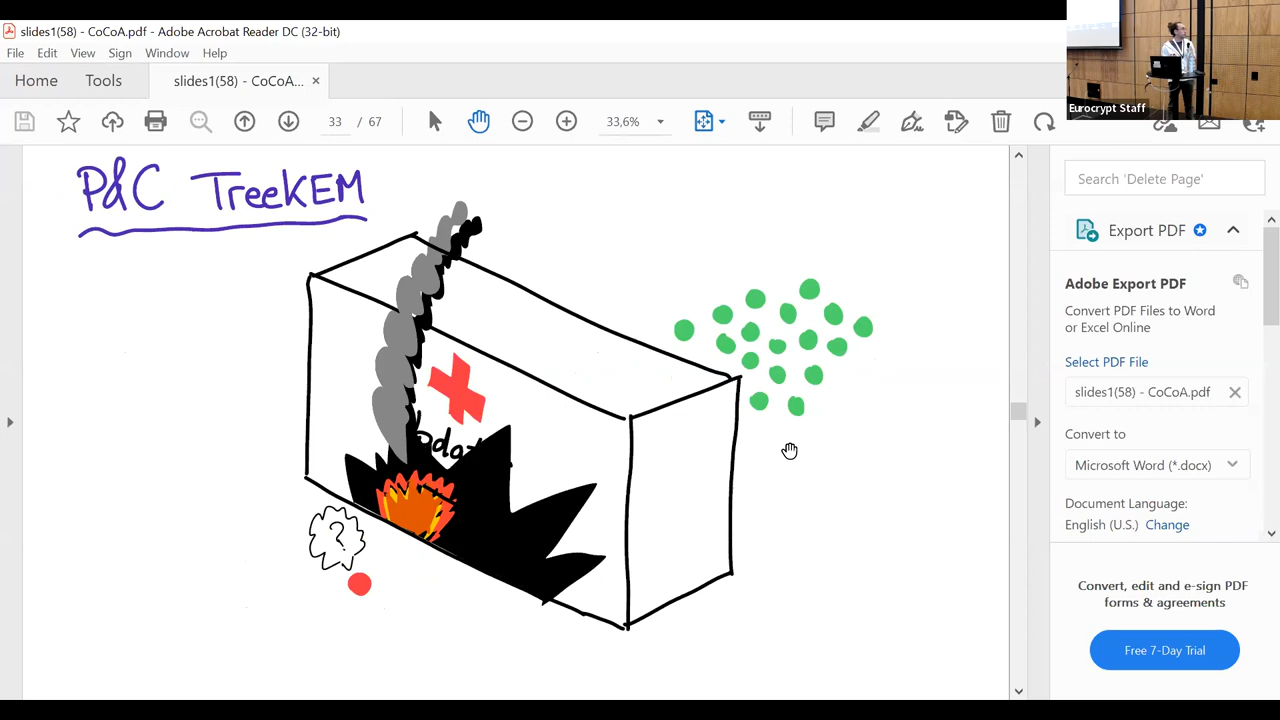 slides1(58) - CoCoA.pdf - Adobe Acrobat Reader DC (32-bit)
File Edit View Sign Window Help
Home Tools slides1(58) - CoCoA... ×
33 / 67 33,6%
Eurocrypt Staff
P&C TreeKEM
?
Search 'Delete Page'
Export PDF
Adobe Export PDF
Convert PDF Files to Word
or Excel Online
Select PDF File
slides1(58) - CoCoA.pdf
Convert to
Microsoft Word (*.docx)
Document Language:
English (U.S.) Change
Convert, edit and e-sign PDF
forms & agreements
Free 7-Day Trial